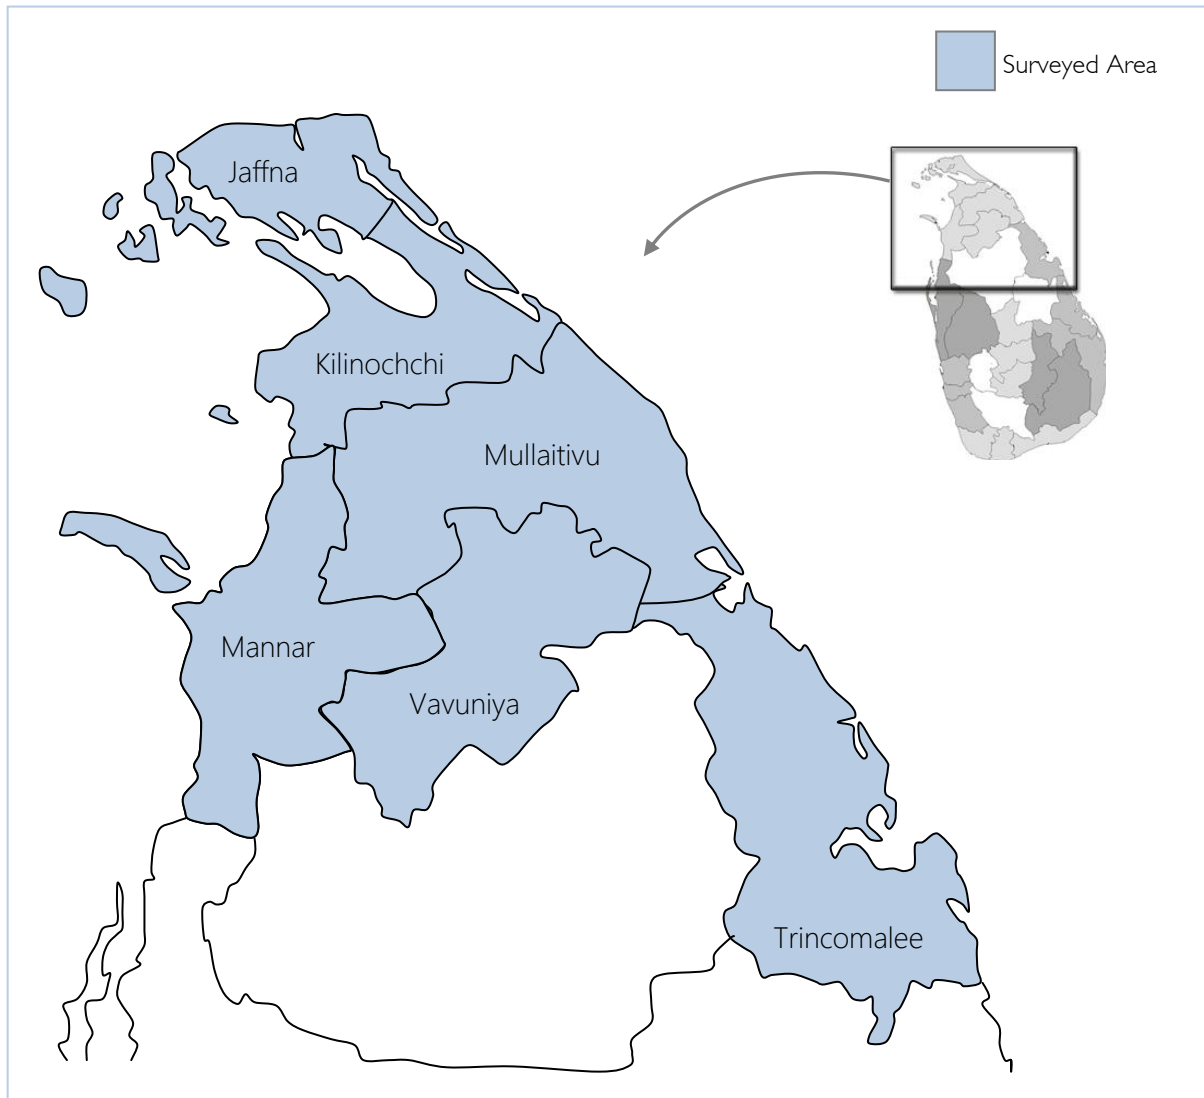 Surveyed Area
Jaffna
Kilinochchi
Mullaitivu
Mannar
Vavuniya
Trincomalee